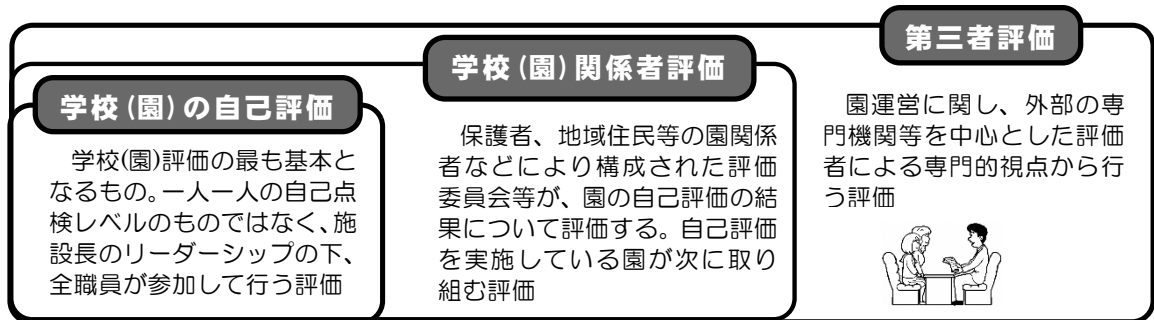 学校(園)の自己評価
学校(園)評価の最も基本と
なるもの。一人一人の自己点
検レベルのものではなく、施
設長のリーダーシップの下、
全職員が参加して行う評価
学校(園)関係者評価
保護者、地域住民等の園関係
者などにより構成された評価
委員会等が、園の自己評価の結
果について評価する。自己評価
を実施している園が次に取り
組む評価
第三者評価
園運営に関し、外部の専
門機関等を中心とした評価
者による専門的視点から行
う評価